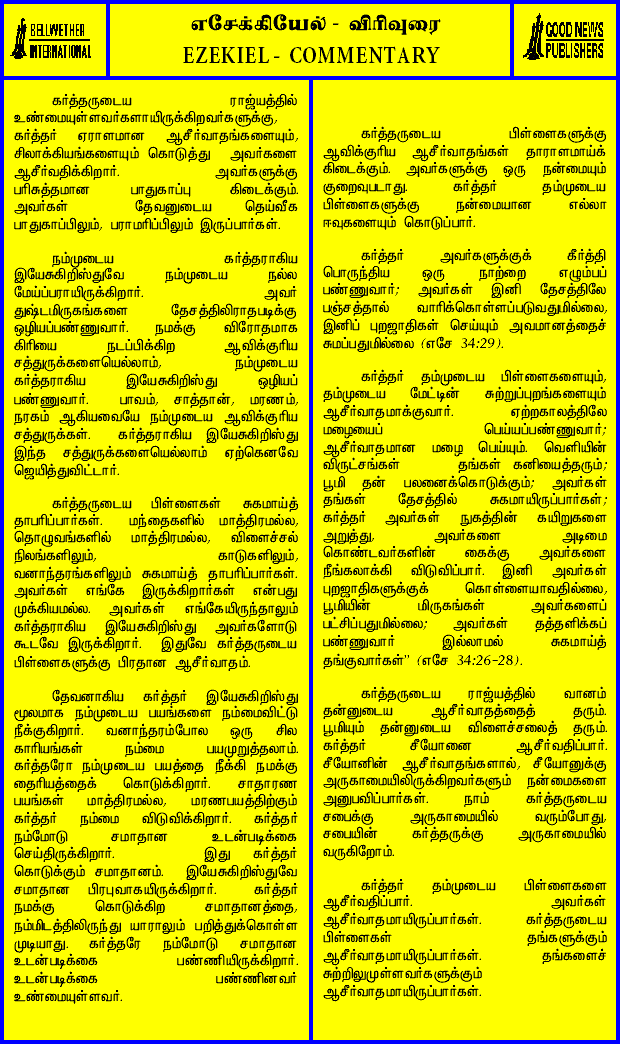 BELLWETHER
INTERNATIONAL
எசேக்கியேல் - விரிவுரை
EZEKIEL - COMMENTARY
GOOD NEWS
PUBLISHERS
கர்த்தருடைய ராஜ்யத்தில்
உண்மையுள்ளவர்களாயிருக்கிறவர்களுக்கு,
கர்த்தர் ஏராளமான ஆசீர்வாதங்களையும்,
சிலாக்கியங்களையும் கொடுத்து அவர்களை
ஆசீர்வதிக்கிறார். அவர்களுக்கு
பரிசுத்தமான பாதுகாப்பு கிடைக்கும்.
அவர்கள் தேவனுடைய தெய்வீக
பாதுகாப்பிலும், பராமரிப்பிலும் இருப்பார்கள்.
நம்முடைய கர்த்தராகிய
இயேசுகிறிஸ்துவே நம்முடைய நல்ல
மேய்ப்பராயிருக்கிறார். அவர்
துஷ்டமிருகங்களை தேசத்திலிராதபடிக்கு
ஒழியப்பண்ணுவார். நமக்கு விரோதமாக
கிரியை நடப்பிக்கிற ஆவிக்குரிய
சத்துருக்களையெல்லாம், நம்முடைய
கர்த்தராகிய இயேசுகிறிஸ்து ஒழியப்
பண்ணுவார். பாவம், சாத்தான், மரணம்,
நரகம் ஆகியவையே நம்முடைய ஆவிக்குரிய
சத்துருக்கள். கர்த்தராகிய இயேசுகிறிஸ்து
இந்த சத்துருக்களையெல்லாம் ஏற்கெனவே
ஜெயித்துவிட்டார்.
கர்த்தருடைய பிள்ளைகள் சுகமாய்த்
தாபரிப்பார்கள். மந்தைகளில் மாத்திரமல்ல,
தொழுவங்களில் மாத்திரமல்ல, விளைச்சல்
நிலங்களிலும், காடுகளிலும்,
வனாந்தரங்களிலும் சுகமாய்த் தாபரிப்பார்கள்.
அவர்கள் எங்கே இருக்கிறார்கள் என்பது
முக்கியமல்ல. அவர்கள் எங்கேயிருந்தாலும்
கர்த்தராகிய இயேசுகிறிஸ்து அவர்களோடு
கூடவே இருக்கிறார். இதுவே கர்த்தருடைய
பிள்ளைகளுக்கு பிரதான ஆசீர்வாதம்.
தேவனாகிய கர்த்தர் இயேசுகிறிஸ்து
மூலமாக நம்முடைய பயங்களை நம்மைவிட்டு
நீக்குகிறார். வனாந்தரம்போல ஒரு சில
காரியங்கள் நம்மை பயமுறுத்தலாம்.
கர்த்தரோ நம்முடைய பயத்தை நீக்கி நமக்கு
தைரியத்தைக் கொடுக்கிறார். சாதாரண
பயங்கள் மாத்திரமல்ல, மரணபயத்திற்கும்
கர்த்தர் நம்மை விடுவிக்கிறார். கர்த்தர்
நம்மோடு சமாதான உடன்படிக்கை
செய்திருக்கிறார். இது கர்த்தர்
கொடுக்கும் சமாதானம். இயேசுகிறிஸ்துவே
சமாதான பிரபுவாகயிருக்கிறார். கர்த்தர்
நமக்கு கொடுக்கிற சமாதானத்தை,
நம்மிடத்திலிருந்து யாராலும் பறித்துக்கொள்ள
முடியாது. கர்த்தரே நம்மோடு சமாதான
உடன்படிக்கை பண்ணியிருக்கிறார்.
உடன்படிக்கை பண்ணினவர்
உண்மையுள்ளவர்.
கர்த்தருடைய பிள்ளைகளுக்கு
ஆவிக்குரிய ஆசீர்வாதங்கள் தாராளமாய்க்
கிடைக்கும். அவர்களுக்கு ஒரு நன்மையும்
குறைவுபடாது. கர்த்தர் தம்முடைய
பிள்ளைகளுக்கு நன்மையான எல்லா
ஈவுகளையும் கொடுப்பார்.
கர்த்தர் அவர்களுக்குக் கீர்த்தி
பொருந்திய ஒரு நாற்றை எழும்பப்
பண்ணுவார்; அவர்கள் இனி தேசத்திலே
பஞ்சத்தால் வாரிக்கொள்ளப்படுவதுமில்லை,
இனிப் புறஜாதிகள் செய்யும் அவமானத்தைச்
சுமப்பதுமில்லை (எசே 34:29).
கர்த்தர் தம்முடைய பிள்ளைகளையும்,
தம்முடைய மேட்டின் சுற்றுப்புறங்களையும்
ஆசீர்வாதமாக்குவார். ஏற்றகாலத்திலே
மழையைப் பெய்யப்பண்ணுவார்;
ஆசீர்வாதமான மழை பெய்யும். வெளியின்
விருட்சங்கள் தங்கள் கனியைத்தரும்;
பூமி தன் பலனைக்கொடுக்கும்; அவர்கள்
தங்கள் தேசத்தில் சுகமாயிருப்பார்கள்;
கர்த்தர் அவர்கள் நுகத்தின் கயிறுகளை
அறுத்து, அவர்களை அடிமை
கொண்டவர்களின் கைக்கு அவர்களை
நீங்கலாக்கி விடுவிப்பார். இனி அவர்கள்
புறஜாதிகளுக்குக் கொள்ளையாவதில்லை,
பூமியின் மிருகங்கள் அவர்களைப்
பட்சிப்பதுமில்லை; அவர்கள் தத்தளிக்கப்
பண்ணுவார் இல்லாமல் சுகமாய்த்
தங்குவார்கள்" (எசே 34:26-28).
கர்த்தருடைய ராஜ்யத்தில் வானம்
தன்னுடைய ஆசீர்வாதத்தைத் தரும்.
பூமியும் தன்னுடைய விளைச்சலைத் தரும்.
கர்த்தர் சீயோனை ஆசீர்வதிப்பார்.
சீயோனின் ஆசீர்வாதங்களால், சீயோனுக்கு
அருகாமையிலிருக்கிறவர்களும் நன்மைகளை
அனுபவிப்பார்கள். நாம் கர்த்தருடைய
சபைக்கு அருகாமையில் வரும்போது,
சபையின் கர்த்தருக்கு அருகாமையில்
வருகிறோம்.
கர்த்தர் தம்முடைய பிள்ளைகளை
ஆசீர்வதிப்பார். அவர்கள்
ஆசீர்வாதமாயிருப்பார்கள். கர்த்தருடைய
பிள்ளைகள் தங்களுக்கும்
ஆசீர்வாதமாயிருப்பார்கள். தங்களைச்
சுற்றிலுமுள்ளவர்களுக்கும்
ஆசீர்வாதமாயிருப்பார்கள்.